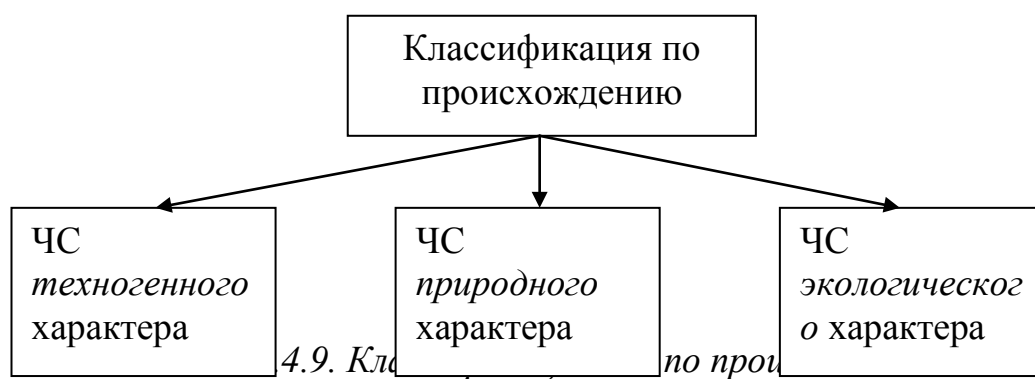 Классификация по
происхождению
ЧС
техногенного
характера
ЧС
природного
характера
ЧС
экологическог
о характера
.4.9. по